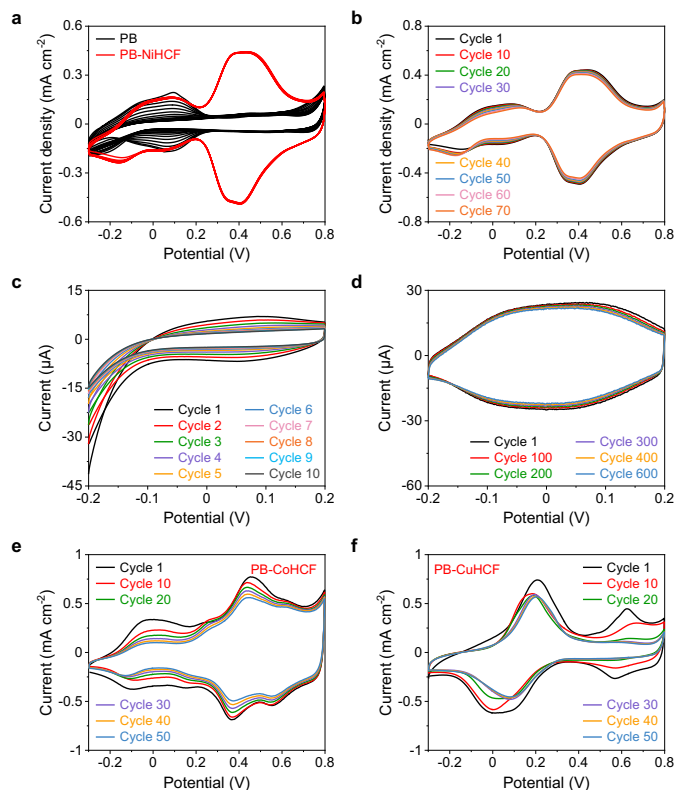 a
PB
PB-NiHCF
Current density (mA cm⁻²)
0.6
0.3
0
-0.3
-0.6
-0.2
0
0.2
0.4
0.6
0.8
Potential (V)
b
Cycle 1
Cycle 10
Cycle 20
Cycle 30
Cycle 40
Cycle 50
Cycle 60
Cycle 70
Current density (mA cm⁻²)
0.8
0.4
0
-0.4
-0.8
-0.2
0
0.2
0.4
0.6
0.8
Potential (V)
c
Current (µA)
15
0
-15
-30
-45
Cycle 1
Cycle 2
Cycle 3
Cycle 4
Cycle 5
Cycle 6
Cycle 7
Cycle 8
Cycle 9
Cycle 10
-0.2
-0.1
0
0.1
0.2
Potential (V)
d
Current (µA)
30
0
-30
-60
Cycle 1
Cycle 100
Cycle 200
Cycle 300
Cycle 400
Cycle 600
-0.2
-0.1
0
0.1
0.2
Potential (V)
e
Cycle 1
Cycle 10
Cycle 20
PB-CoHCF
Cycle 30
Cycle 40
Cycle 50
Current density (mA cm⁻²)
1
0.5
0
-0.5
-1
-0.2
0
0.2
0.4
0.6
0.8
Potential (V)
f
PB-CuHCF
Cycle 1
Cycle 10
Cycle 20
Cycle 30
Cycle 40
Cycle 50
Current density (mA cm⁻²)
1
0.5
0
-0.5
-1
-0.2
0
0.2
0.4
0.6
0.8
Potential (V)